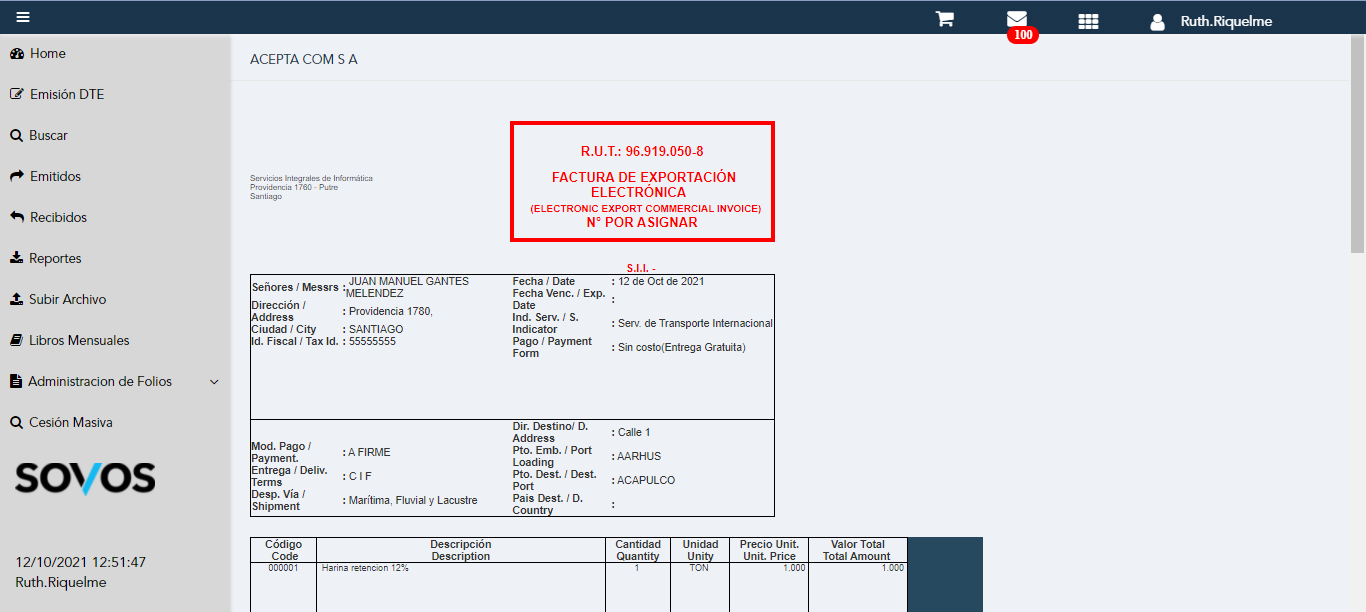 Ruth.Riquelme
100
Home
Emisión DTE
Buscar
Emitidos
Recibidos
Reportes
Subir Archivo
Libros Mensuales
Administracion de Folios
Cesión Masiva
SOVOS
12/10/2021 12:51:47
Ruth.Riquelme
ACEPTA COM S A
Servicios Integrales de Informática
Providencia 1760 - Putre
Santiago
R.U.T.: 96.919.050-8
FACTURA DE EXPORTACIÓN
ELECTRÓNICA
(ELECTRONIC EXPORT COMMERCIAL INVOICE)
N° POR ASIGNAR
S.I.I. -
Señores / Messrs : JUAN MANUEL GANTES
MELENDEZ
Dirección /
Address : Providencia 1780,
Ciudad / City : SANTIAGO
Id. Fiscal / Tax Id. : 55555555
Fecha / Date : 12 de Oct de 2021
Fecha Venc. / Exp.
Date :
Ind. Serv. / S.
Indicator : Serv. de Transporte Internacional
Pago / Payment
Form : Sin costo(Entrega Gratuita)
Mod. Pago /
Payment. : A FIRME
Entrega / Deliv.
Terms : C I F
Desp. Vía /
Shipment : Marítima, Fluvial y Lacustre
Dir. Destino/ D.
Address : Calle 1
Pto. Emb. / Port
Loading : AARHUS
Pto. Dest. / Dest.
Port : ACAPULCO
Pais Dest. / D.
Country :
Código Descripción Cantidad Unidad Precio Unit. Valor Total
Code Description Quantity Unity Unit. Price Total Amount
000001 Harina retencion 12% 1 TON 1.000 1.000